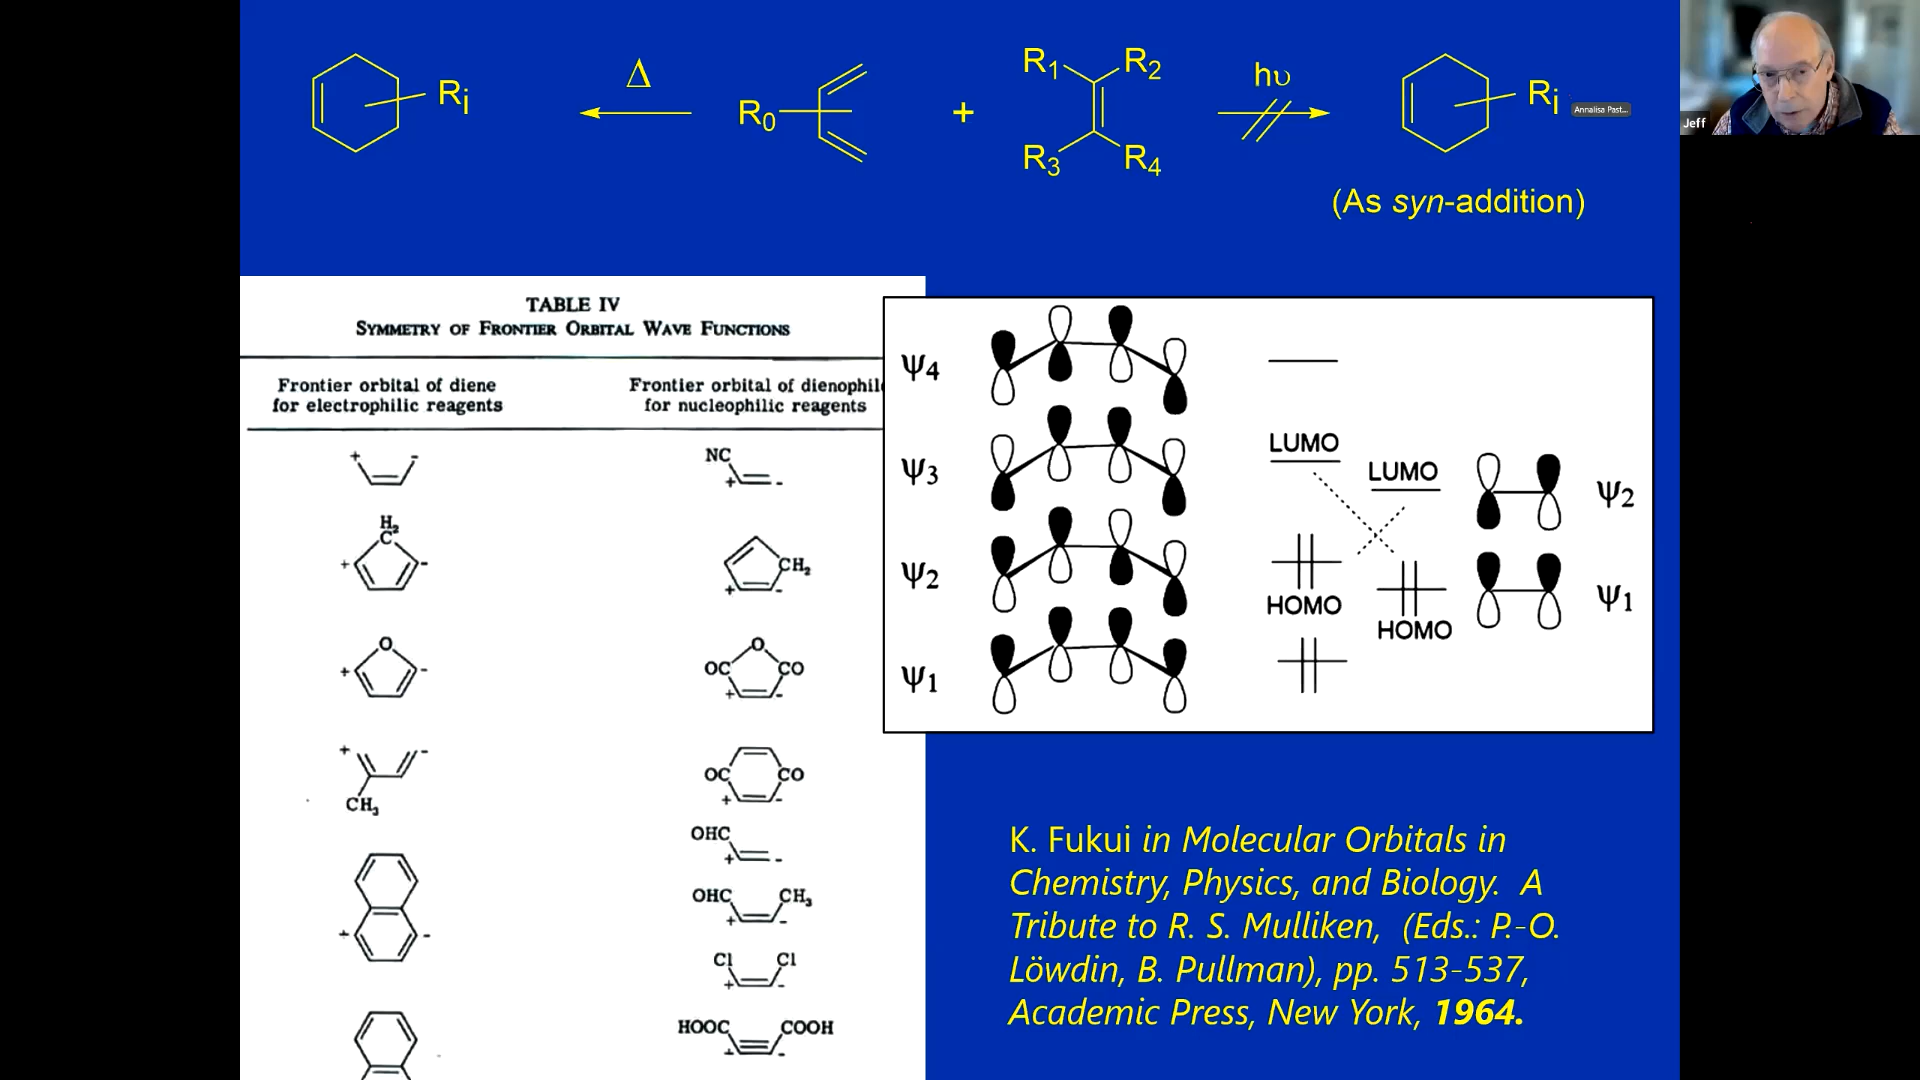 Δ
hυ
Ri
R0
+
R1
R2
R3
R4
Ri
Annalisa Past...
Jeff
(As syn-addition)
TABLE IV
SYMMETRY OF FRONTIER ORBITAL WAVE FUNCTIONS
Frontier orbital of diene
for electrophilic reagents
Frontier orbital of dienophile
for nucleophilic reagents
+ -
NC
+ -
H2
C
+ -
CH2
+ -
O
+ -
O
OC CO
+ -
+ -
CH3
OC CO
+ -
OHC
+ -
+ -
OHC CH3
+ -
Cl Cl
+ -
HOOC COOH
+ -
Ψ4
Ψ3
Ψ2
Ψ1
LUMO
LUMO
HOMO
HOMO
Ψ2
Ψ1
K. Fukui in Molecular Orbitals in
Chemistry, Physics, and Biology. A
Tribute to R. S. Mulliken, (Eds.: P.-O.
Löwdin, B. Pullman), pp. 513-537,
Academic Press, New York, 1964.